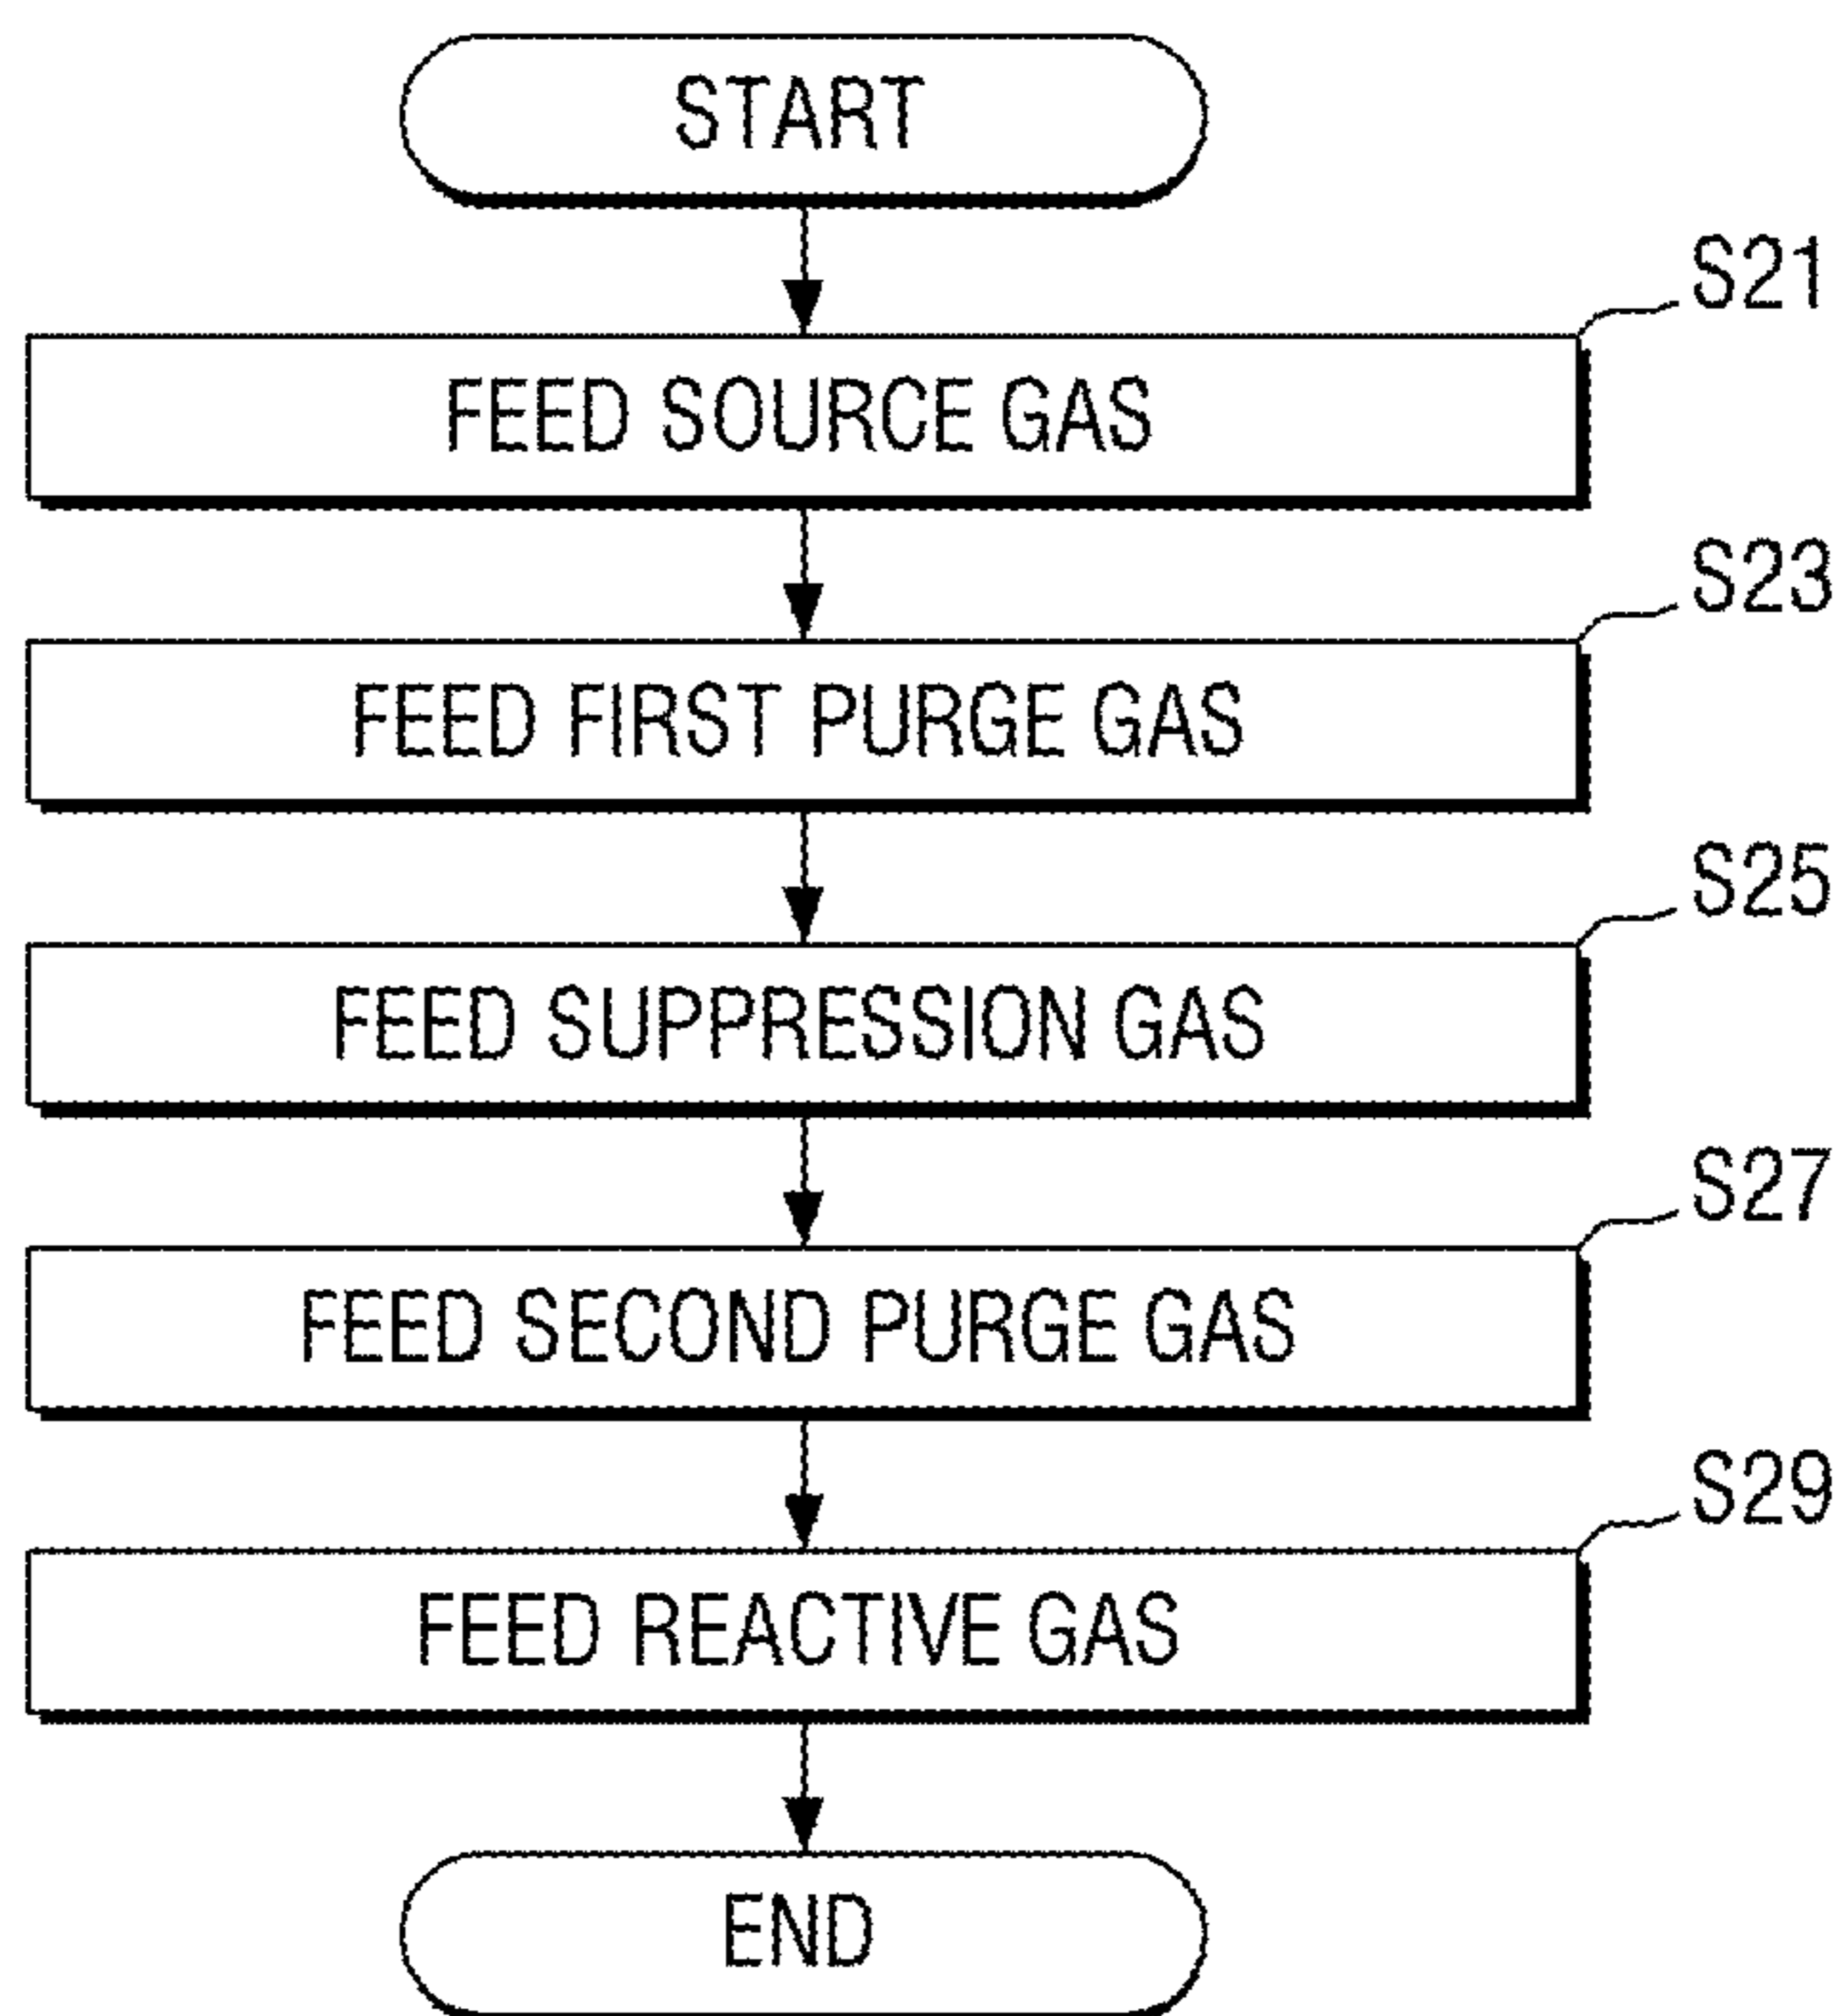 START
S21
FEED SOURCE GAS
S23
FEED FIRST PURGE GAS
S25
FEED SUPPRESSION GAS
S27
FEED SECOND PURGE GAS
S29
FEED REACTIVE GAS
END